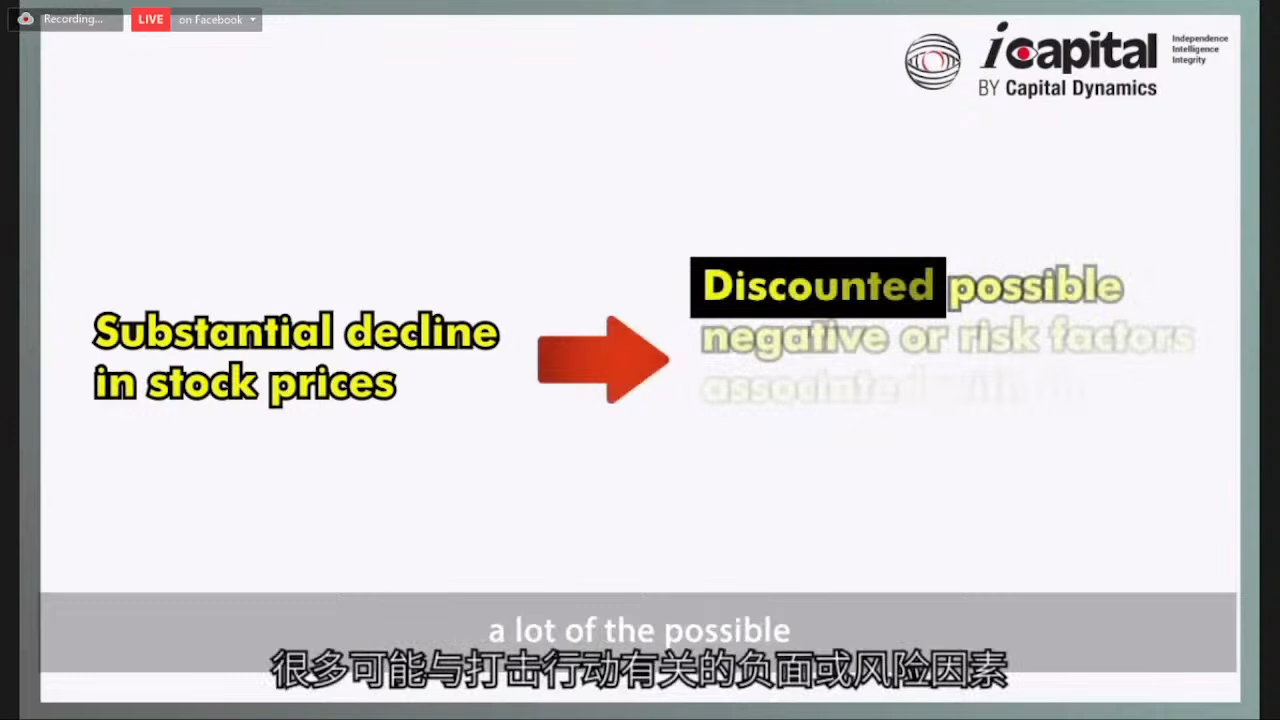 Recording...
LIVE on Facebook
icapital
BY Capital Dynamics
Independence
Intelligence
Integrity
Substantial decline
in stock prices
Discounted possible
negative or risk factors
a lot of the possible
很多可能与打击行动有关的负面或风险因素